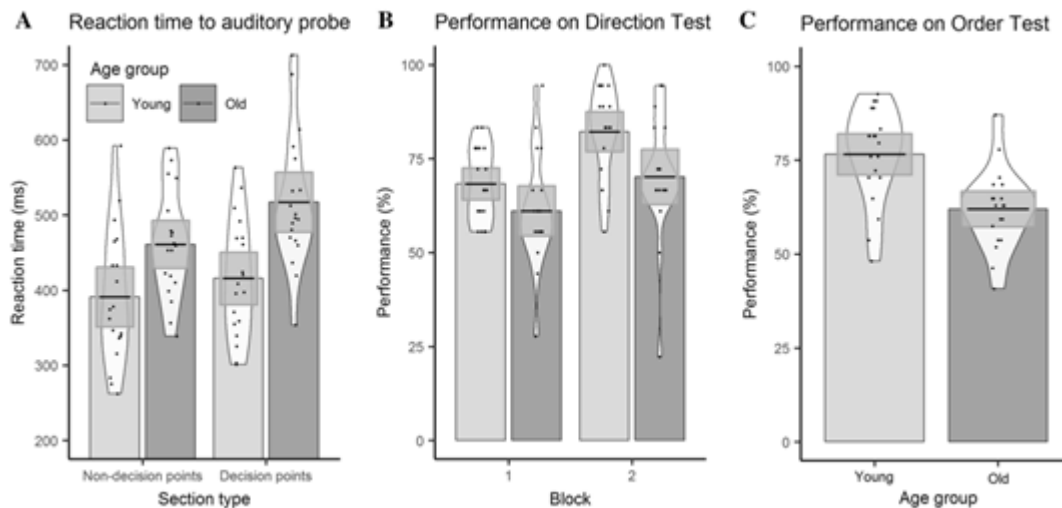 A Reaction time to auditory probe
Age group
Young Old
Reaction time (ms)
700
600
500
400
300
200
Non-decision points Decision points
Section type
B Performance on Direction Test
Performance (%)
100
75
50
25
0
1 2
Block
C Performance on Order Test
Performance (%)
100
75
50
25
0
Young Old
Age group